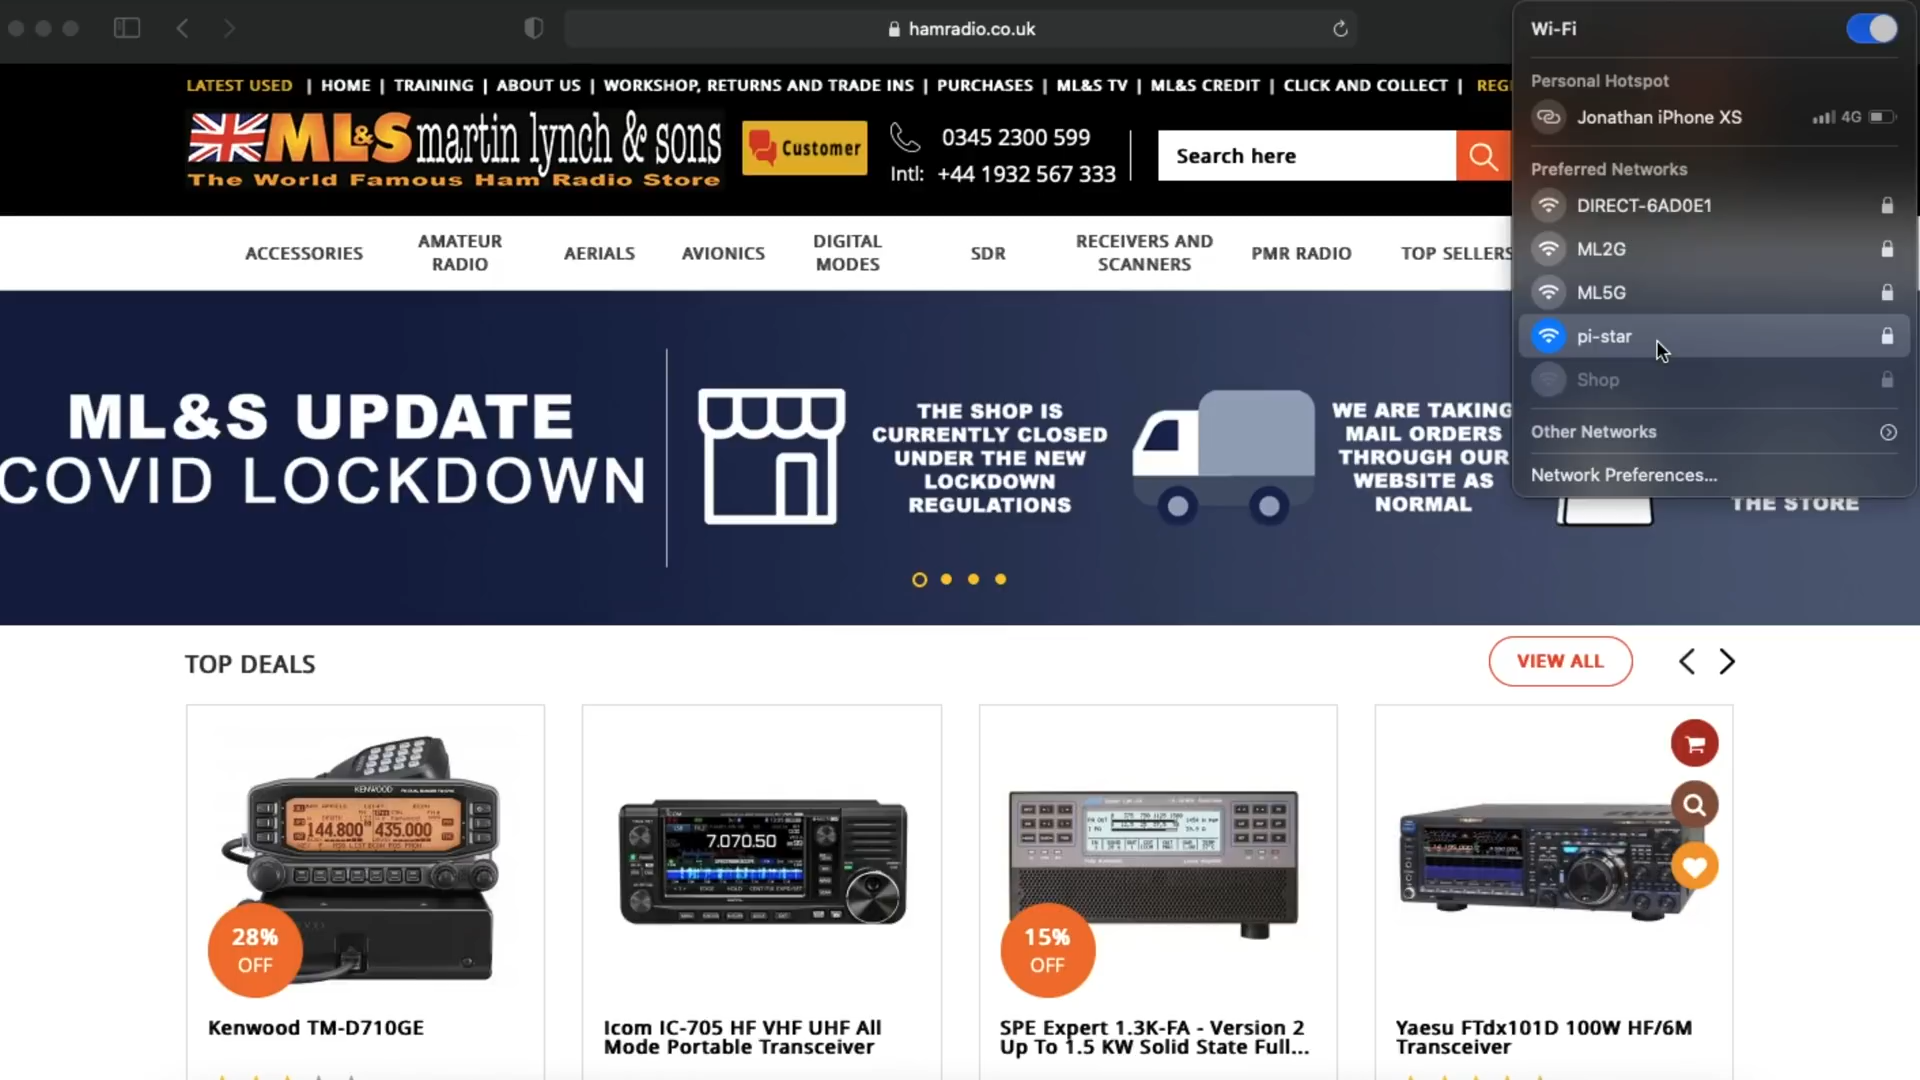 hamradio.co.uk
LATEST USED | HOME | TRAINING | ABOUT US | WORKSHOP, RETURNS AND TRADE INS | PURCHASES | ML&S TV | ML&S CREDIT | CLICK AND COLLECT |
ML&S martin lynch & sons
The World Famous Ham Radio Store
Customer
0345 2300 599
Intl: +44 1932 567 333
Search here
ACCESSORIES
AMATEUR
RADIO
AERIALS
AVIONICS
DIGITAL
MODES
SDR
RECEIVERS AND
SCANNERS
PMR RADIO
TOP SELLERS
Wi-Fi
Personal Hotspot
Jonathan iPhone XS
4G
Preferred Networks
DIRECT-6AD0E1
ML2G
ML5G
pi-star
Shop
Other Networks
Network Preferences...
ML&S UPDATE
COVID LOCKDOWN
THE SHOP IS
CURRENTLY CLOSED
UNDER THE NEW
LOCKDOWN
REGULATIONS
WE ARE TAKING
MAIL ORDERS
THROUGH OUR
WEBSITE AS
NORMAL
THE STORE
TOP DEALS
VIEW ALL
KENWOOD
144.800
435.000
7.070.50
28%
OFF
15%
OFF
Kenwood TM-D710GE
Icom IC-705 HF VHF UHF All
Mode Portable Transceiver
SPE Expert 1.3K-FA - Version 2
Up To 1.5 KW Solid State Full...
Yaesu FTdx101D 100W HF/6M
Transceiver